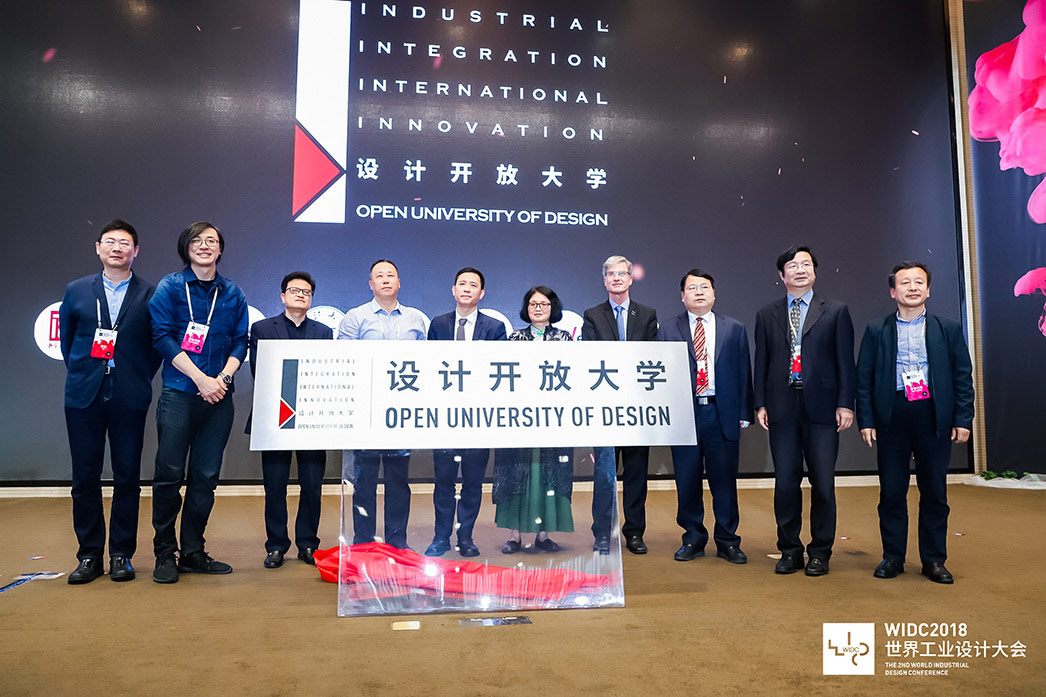 INDUSTRIAL
INTEGRATION
INTERNATIONAL
INNOVATION
设计开放大学
OPEN UNIVERSITY OF DESIGN
INDUSTRIAL
INTEGRATION
INTERNATIONAL
INNOVATION
设计开放大学
OPEN UNIVERSITY OF DESIGN
设计开放大学
OPEN UNIVERSITY OF DESIGN
WIDC
WIDC2018
世界工业设计大会
THE 2ND WORLD INDUSTRIAL
DESIGN CONFERENCE